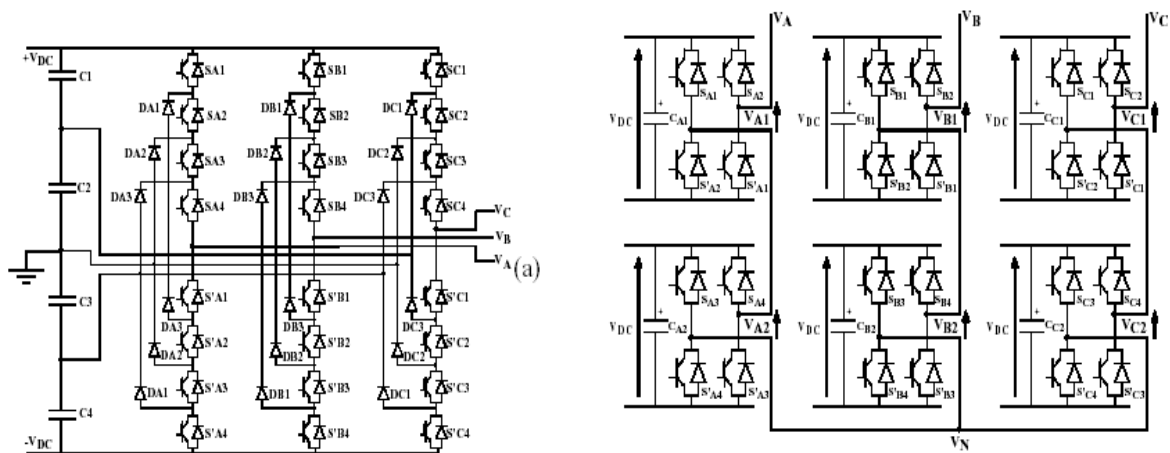 +VDC
C1
C2
C3
C4
-VDC
DA1
DA2
DA3
DA3
DA2
DA1
SA1
SA2
SA3
SA4
S'A1
S'A2
S'A3
S'A4
DB1
DB2
DB3
DB3
DB2
DB1
SB1
SB2
SB3
SB4
S'B1
S'B2
S'B3
S'B4
DC1
DC2
DC3
DC3
DC2
DC1
SC1
SC2
SC3
SC4
S'C1
S'C2
S'C3
S'C4
VC
VB
VA
(a)
VA VB VC
VDC CA1 SA1 SA2 VA1 S'A2 S'A1
VDC CB1 SB1 SB2 VB1 S'B2 S'B1
VDC CC1 SC1 SC2 VC1 S'C2 S'C1
VDC CA2 SA3 SA4 VA2 S'A4 S'A3
VDC CB2 SB3 SB4 VB2 S'B4 S'B3
VDC CC2 SC3 SC4 VC2 S'C4 S'C3
VN